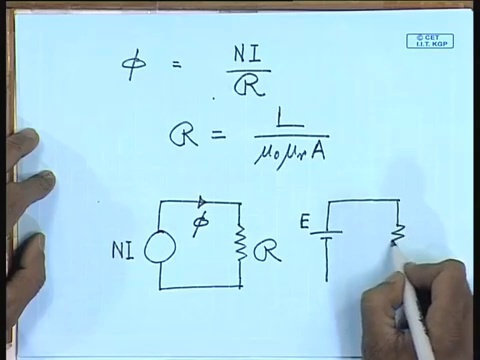 © CET
I.I.T. KGP
ϕ = NI / ℛ
ℛ = L / μ₀μᵣA
NI ϕ ℛ E